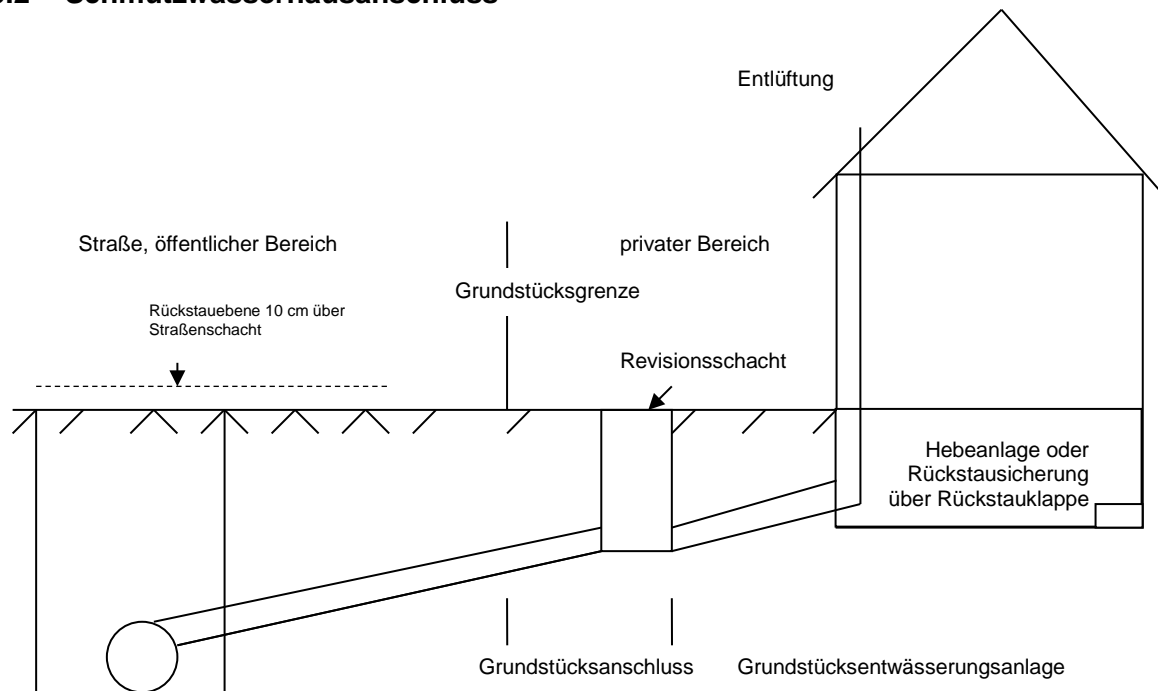 Schmutzwasserhausanschluss
Entlüftung
Straße, öffentlicher Bereich
privater Bereich
Grundstücksgrenze
Rückstauebene 10 cm über
Straßenschacht
Revisionsschacht
Hebeanlage oder
Rückstausicherung
über Rückstauklappe
Grundstücksanschluss
Grundstücksentwässerungsanlage